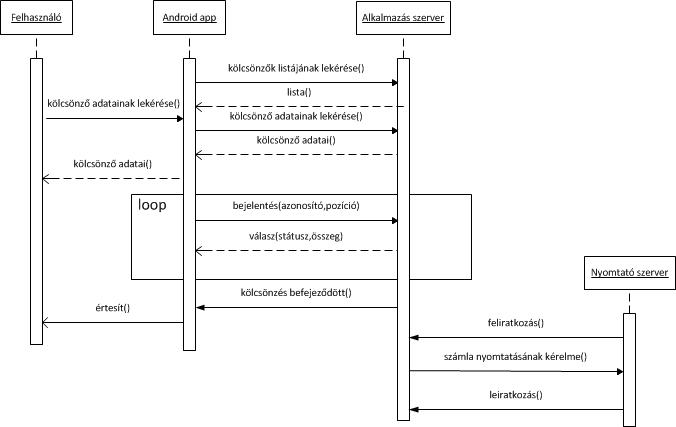 Felhasználó
Android app
Alkalmazás szerver
kölcsönzők listájának lekérése()
lista()
kölcsönző adatainak lekérése()
kölcsönző adatainak lekérése()
kölcsönző adatai()
kölcsönző adatai()
loop
bejelentés(azonosító,pozíció)
válasz(státusz,összeg)
Nyomtató szerver
kölcsönzés befejeződött()
értesít()
feliratkozás()
számla nyomtatásának kérelme()
leiratkozás()